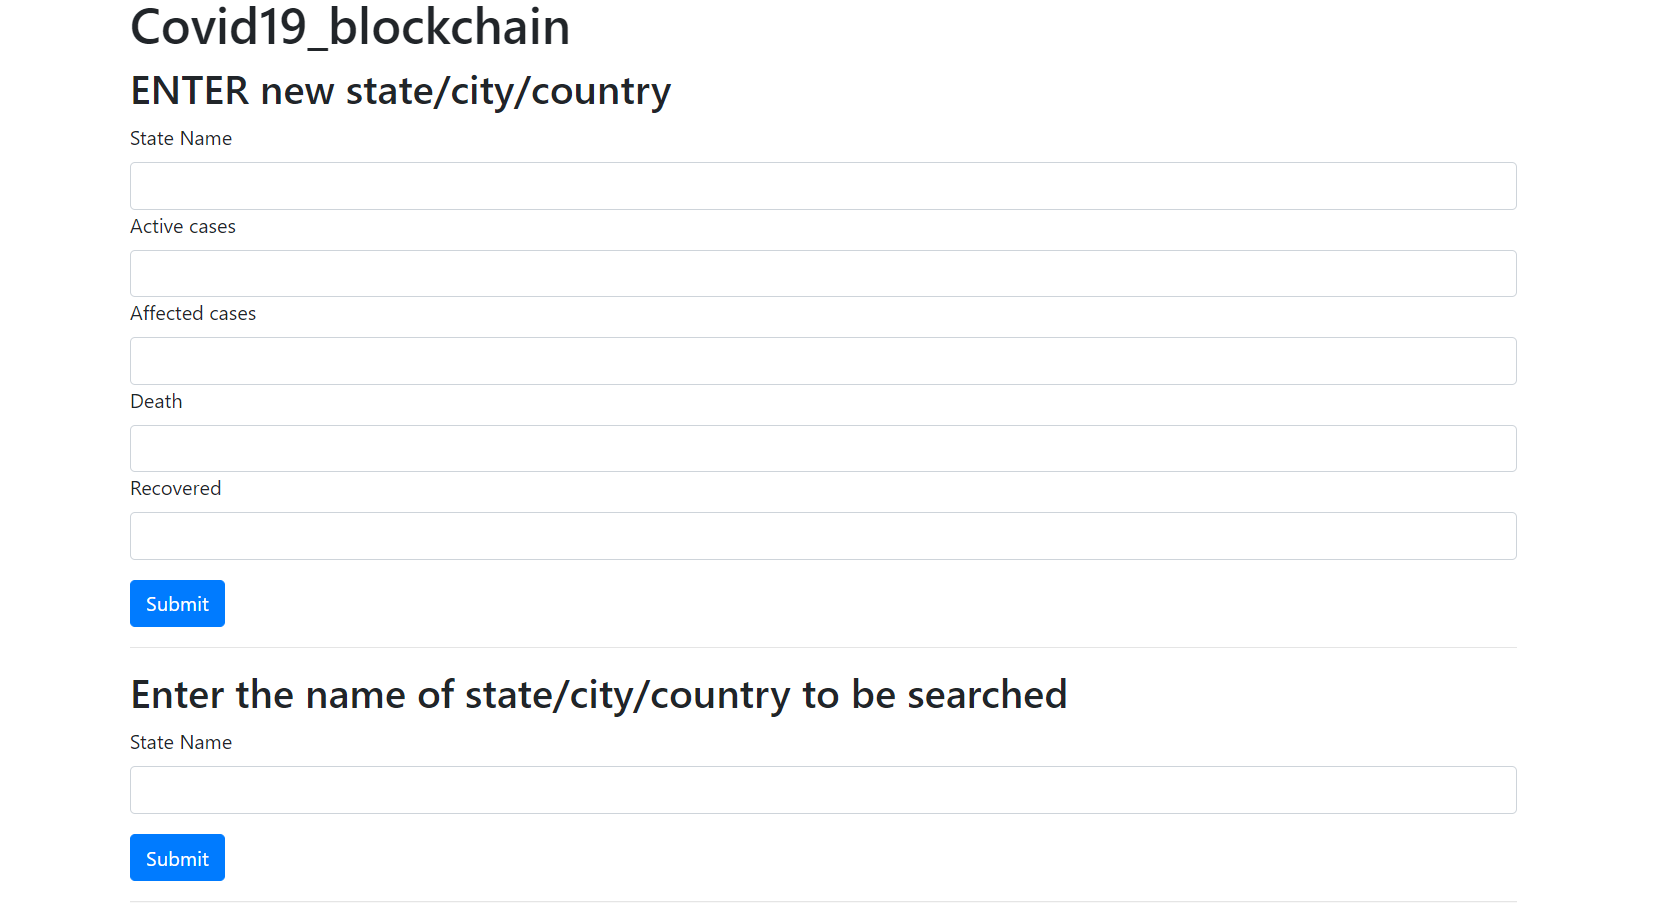 Covid19_blockchain
ENTER new state/city/country
State Name
Active cases
Affected cases
Death
Recovered
Submit
Enter the name of state/city/country to be searched
State Name
Submit